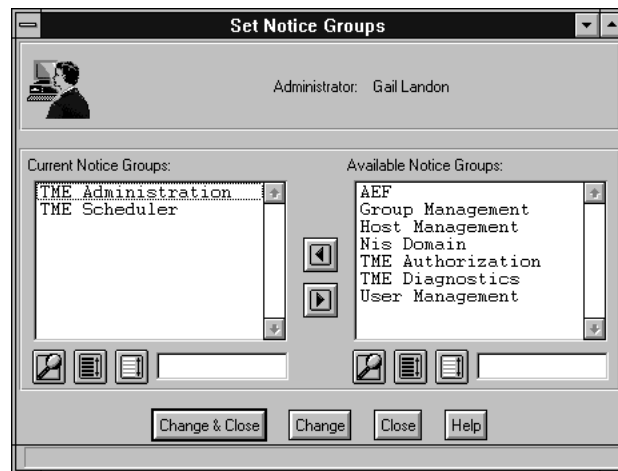 Set Notice Groups
Administrator: Gail Landon
Current Notice Groups:
TME Administration
TME Scheduler
Available Notice Groups:
AEF
Group Management
Host Management
Nis Domain
TME Authorization
TME Diagnostics
User Management
Change & Close
Change
Close
Help